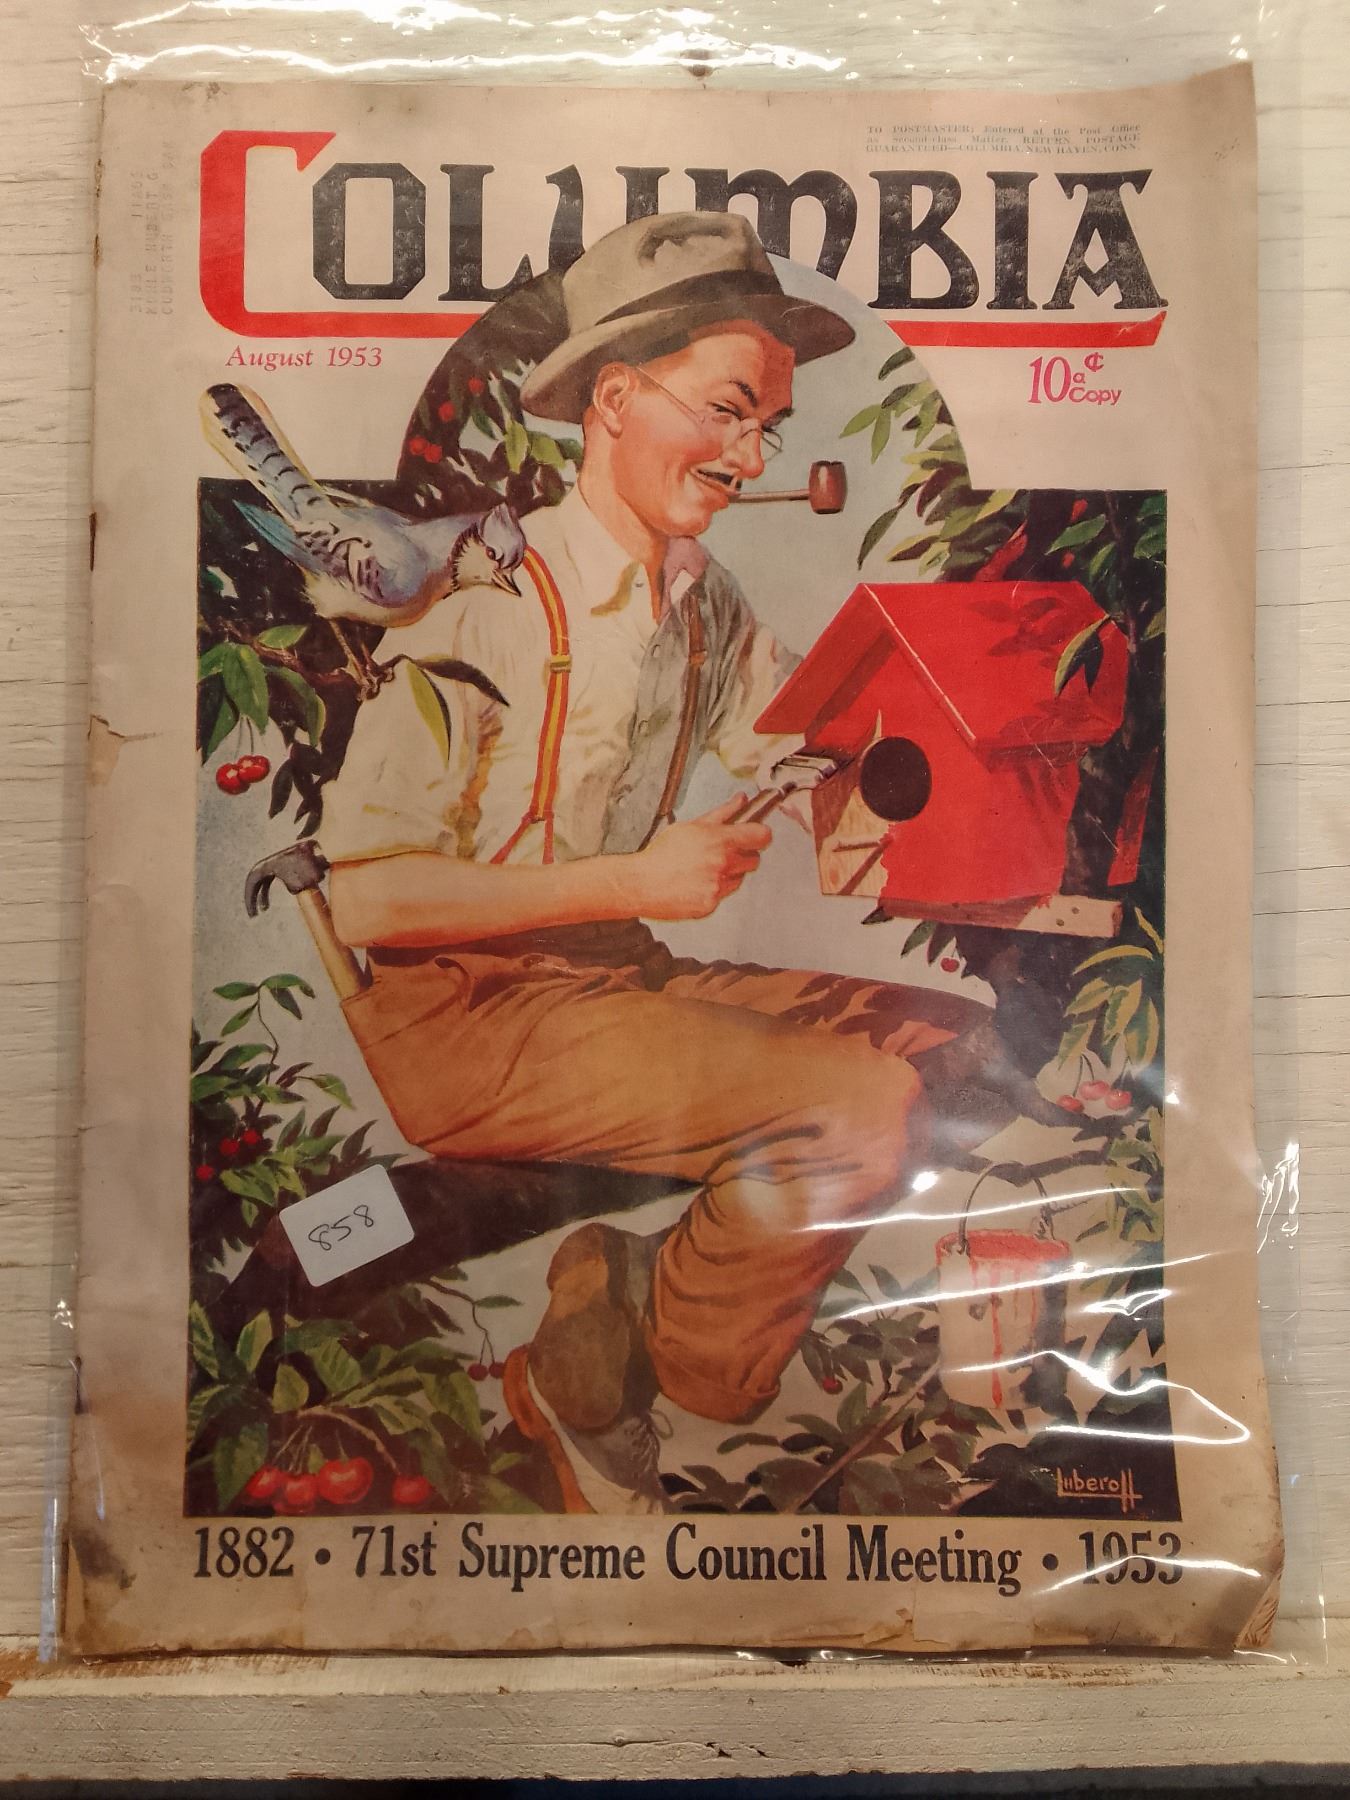 TO POSTMASTER: Entered at the Post Office
as second-class Matter. RETURN POSTAGE
GUARANTEED—COLUMBIA, NEW HAVEN, CONN.
COLUMBIA
August 1953
10¢ a Copy
858
Luberoff
1882 • 71st Supreme Council Meeting • 1953